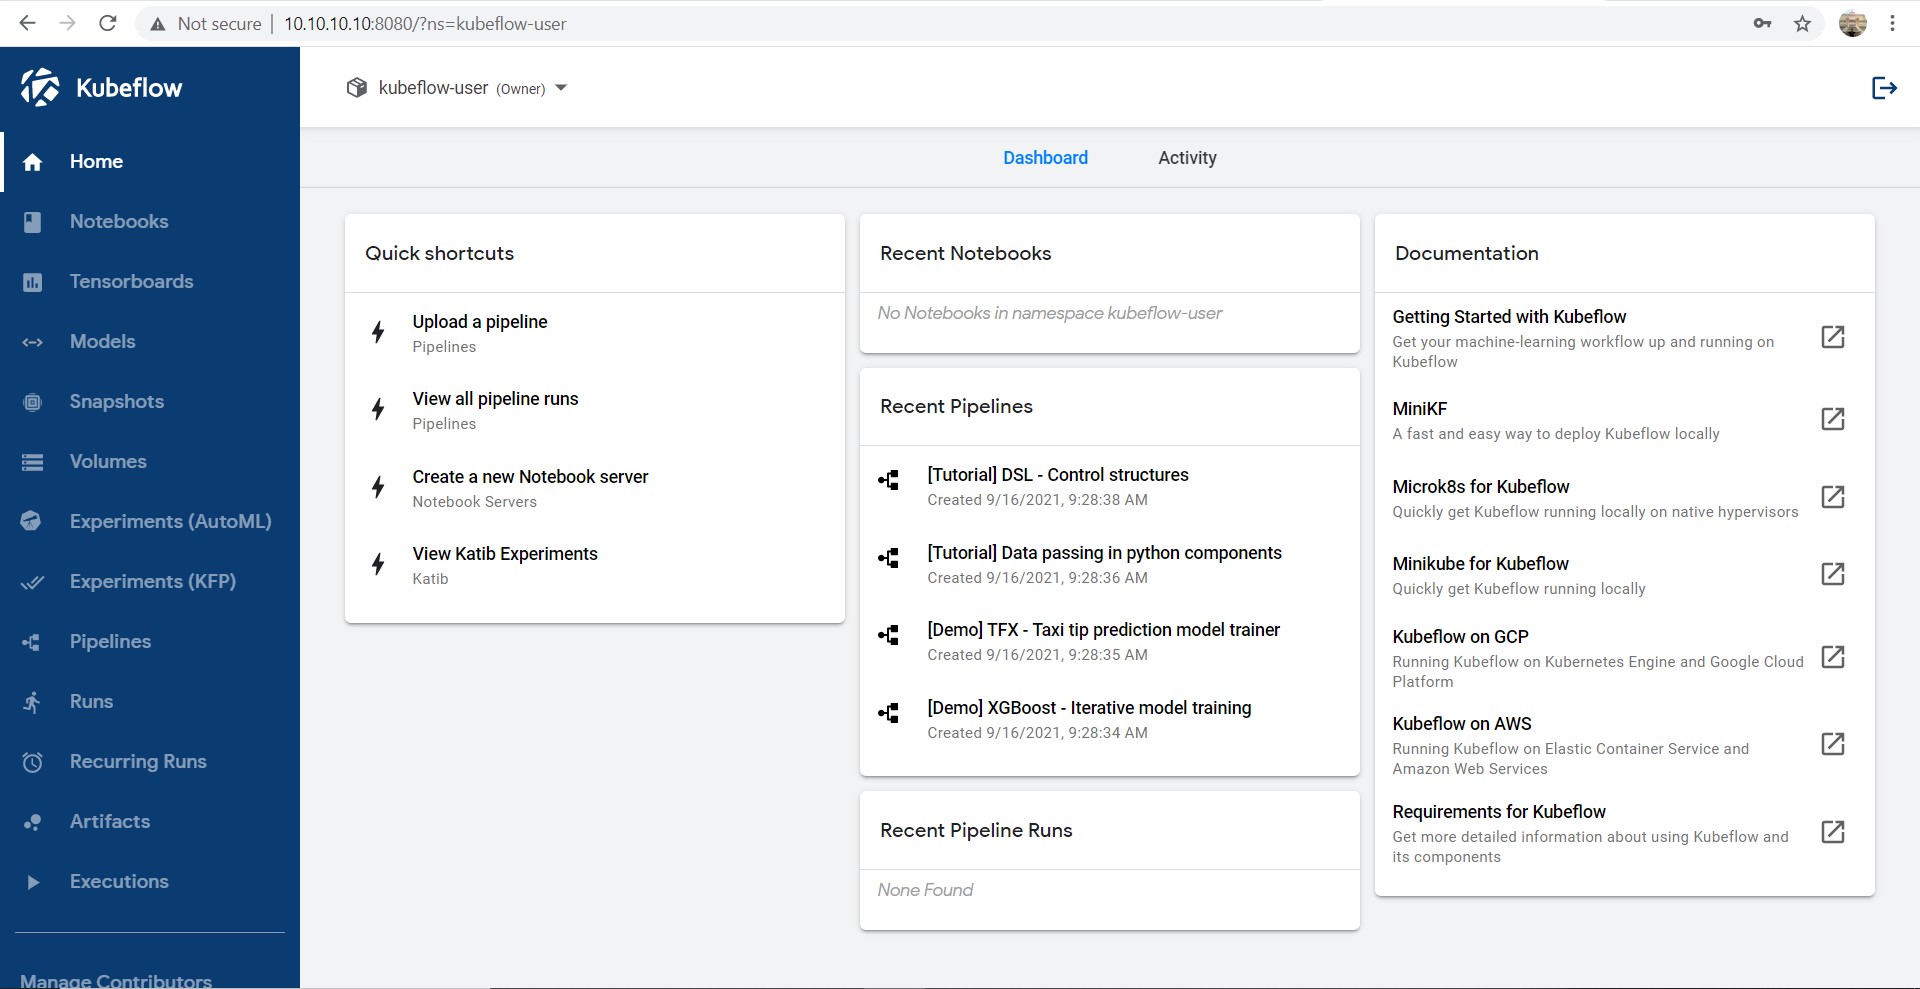 Not secure | 10.10.10.10:8080/?ns=kubeflow-user
Kubeflow
kubeflow-user (Owner)
Home
Notebooks
Tensorboards
Models
Snapshots
Volumes
Experiments (AutoML)
Experiments (KFP)
Pipelines
Runs
Recurring Runs
Artifacts
Executions
Manage Contributors
Dashboard
Activity
Quick shortcuts
Upload a pipeline
Pipelines
View all pipeline runs
Pipelines
Create a new Notebook server
Notebook Servers
View Katib Experiments
Katib
Recent Notebooks
No Notebooks in namespace kubeflow-user
Recent Pipelines
[Tutorial] DSL - Control structures
Created 9/16/2021, 9:28:38 AM
[Tutorial] Data passing in python components
Created 9/16/2021, 9:28:36 AM
[Demo] TFX - Taxi tip prediction model trainer
Created 9/16/2021, 9:28:35 AM
[Demo] XGBoost - Iterative model training
Created 9/16/2021, 9:28:34 AM
Recent Pipeline Runs
None Found
Documentation
Getting Started with Kubeflow
Get your machine-learning workflow up and running on
Kubeflow
MiniKF
A fast and easy way to deploy Kubeflow locally
Microk8s for Kubeflow
Quickly get Kubeflow running locally on native hypervisors
Minikube for Kubeflow
Quickly get Kubeflow running locally
Kubeflow on GCP
Running Kubeflow on Kubernetes Engine and Google Cloud
Platform
Kubeflow on AWS
Running Kubeflow on Elastic Container Service and
Amazon Web Services
Requirements for Kubeflow
Get more detailed information about using Kubeflow and
its components